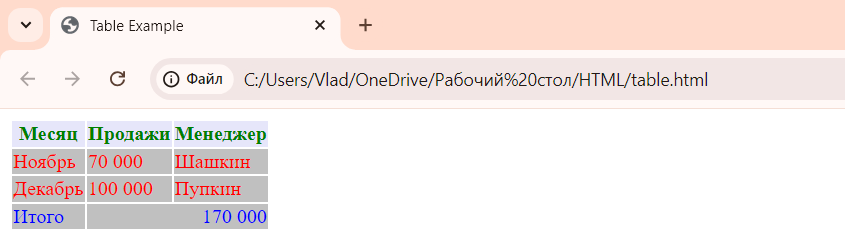 Table Example
Файл C:/Users/Vlad/OneDrive/Рабочий%20стол/HTML/table.html
Месяц Продажи Менеджер
Ноябрь 70 000 Шашкин
Декабрь 100 000 Пупкин
Итого 170 000